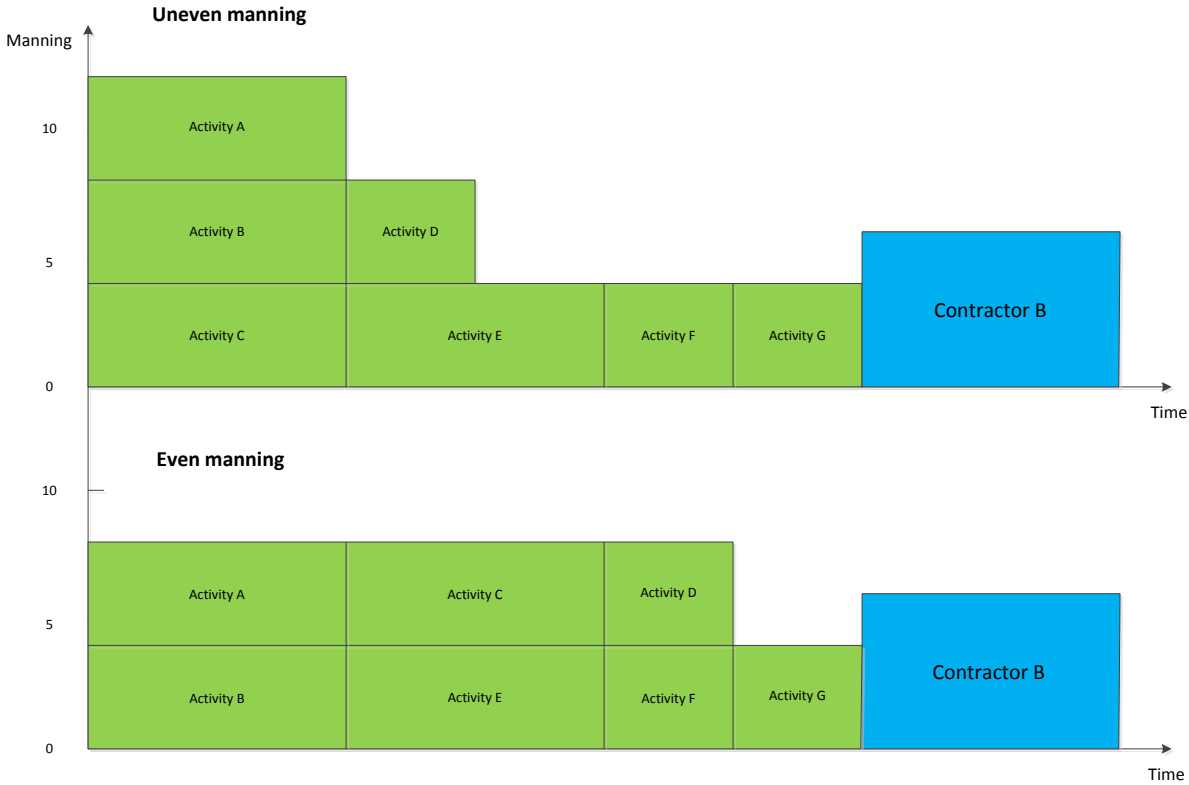 Uneven manning
Manning
Activity A
10
Activity B
Activity D
5
Contractor B
Activity C
Activity E
Activity F
Activity G
0
Time
Even manning
10
Activity A
Activity C
Activity D
5
Contractor B
Activity B
Activity E
Activity F
Activity G
0
Time